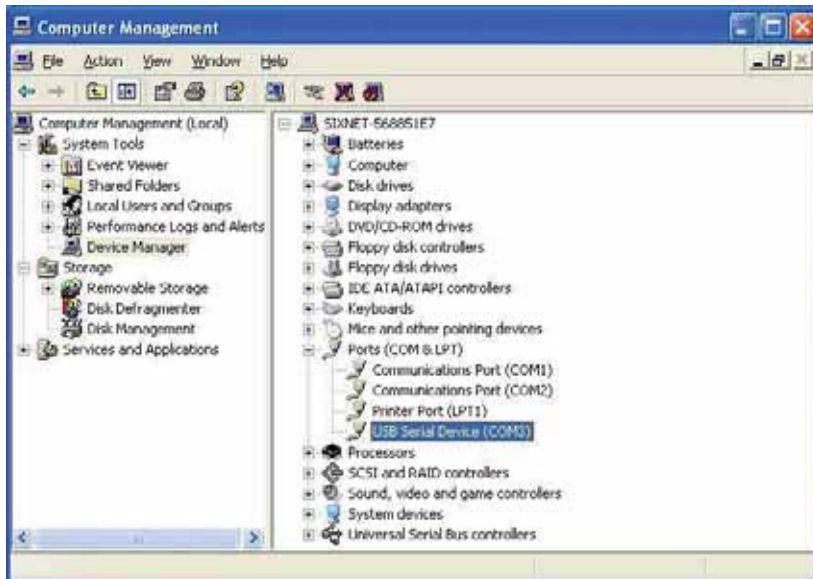 Computer Management
File Action View Window Help
Computer Management (Local)
System Tools
Event Viewer
Shared Folders
Local Users and Groups
Performance Logs and Alerts
Device Manager
Storage
Removable Storage
Disk Defragmenter
Disk Management
Services and Applications
SIXNET-568851E7
Batteries
Computer
Disk drives
Display adapters
DVD/CD-ROM drives
Floppy disk controllers
Floppy disk drives
IDE ATA/ATAPI controllers
Keyboards
Mice and other pointing devices
Ports (COM & LPT)
Communications Port (COM1)
Communications Port (COM2)
Printer Port (LPT1)
USB Serial Device (COM3)
Processors
SCSI and RAID controllers
Sound, video and game controllers
System devices
Universal Serial Bus controllers